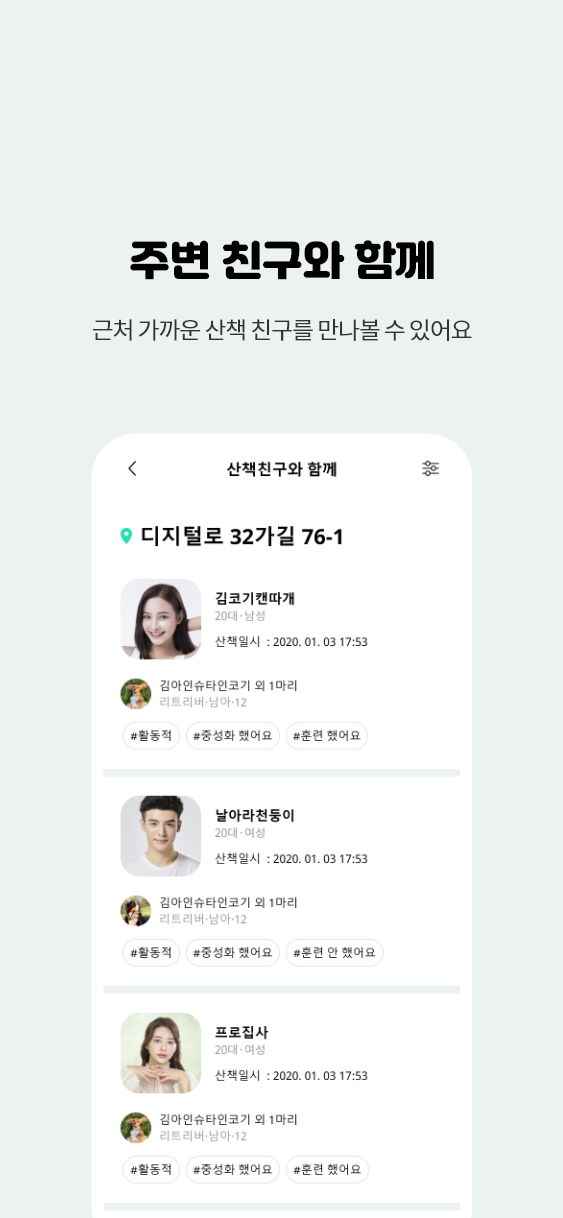 주변 친구와 함께
근처 가까운 산책 친구를 만나볼 수 있어요
산책친구와 함께
디지털로 32가길 76-1
김코기캔따개
20대·남성
산책일시 : 2020. 01. 03 17:53
김아인슈타인코기 외 1마리
리트리버·남아·12
#활동적 #중성화 했어요 #훈련 했어요
날아라천둥이
20대·여성
산책일시 : 2020. 01. 03 17:53
김아인슈타인코기 외 1마리
리트리버·남아·12
#활동적 #중성화 했어요 #훈련 안 했어요
프로집사
20대·여성
산책일시 : 2020. 01. 03 17:53
김아인슈타인코기 외 1마리
리트리버·남아·12
#활동적 #중성화 했어요 #훈련 했어요